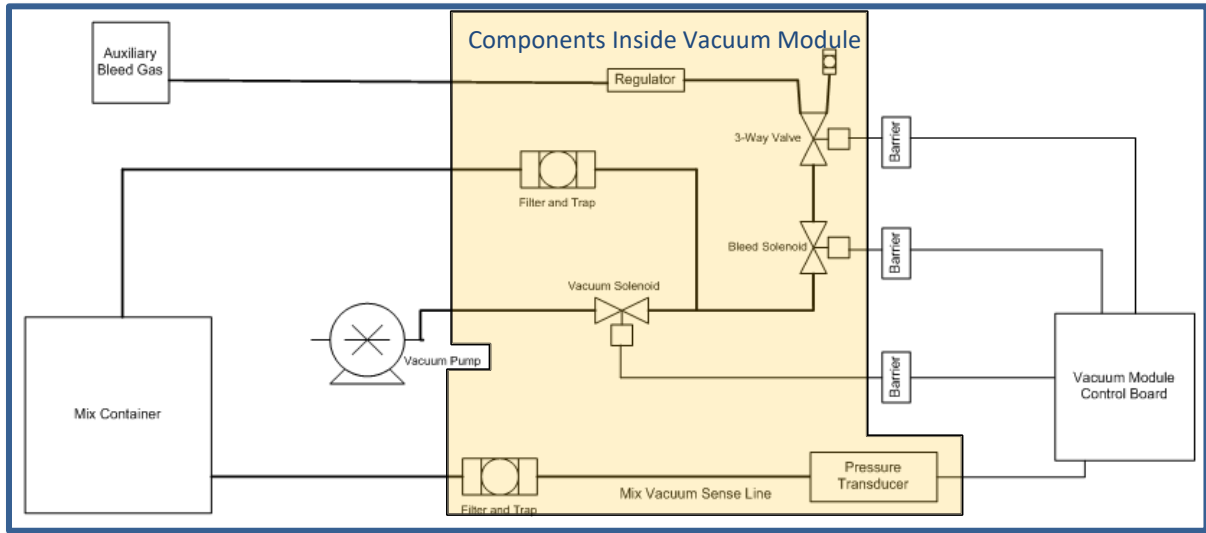 Components Inside Vacuum Module
Auxiliary
Bleed Gas
Regulator
3-Way Valve
Barrier
Filter and Trap
Bleed Solenoid
Barrier
Vacuum Solenoid
Vacuum Pump
Barrier
Vacuum Module
Control Board
Mix Container
Pressure
Transducer
Mix Vacuum Sense Line
Filter and Trap